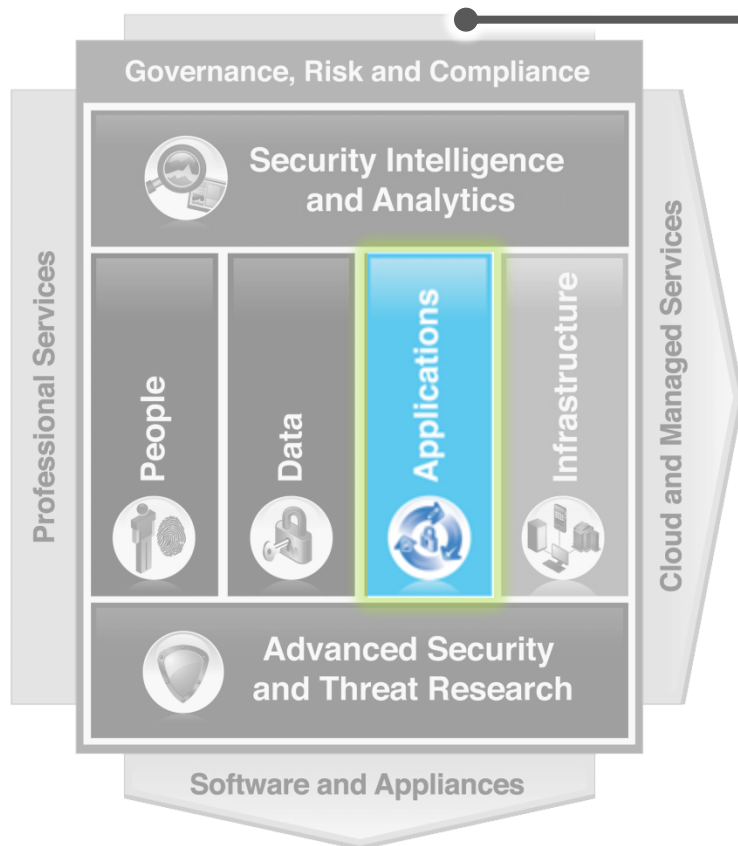 Governance, Risk and Compliance
Security Intelligence
and Analytics
Professional Services
People
Data
Applications
Infrastructure
Cloud and Managed Services
Advanced Security
and Threat Research
Software and Appliances